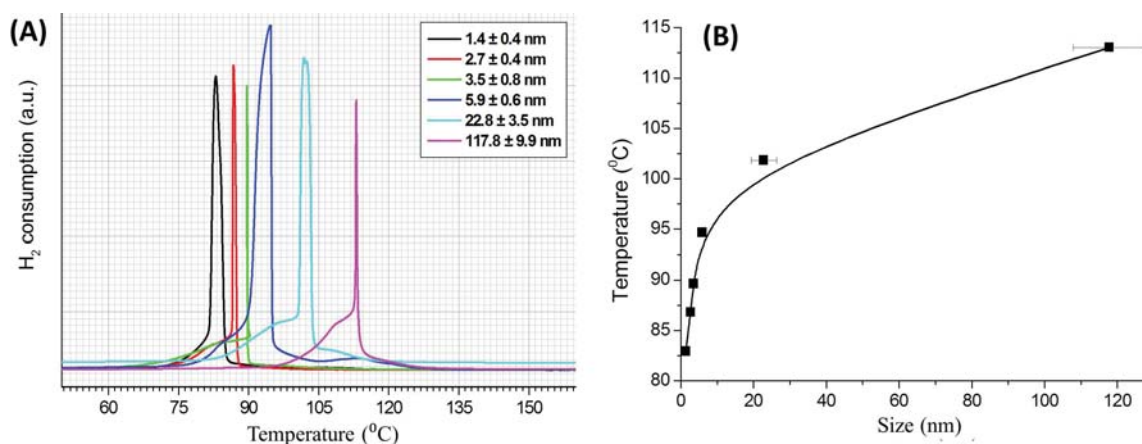 (A)
H2 consumption (a.u.)
1.4 ± 0.4 nm
2.7 ± 0.4 nm
3.5 ± 0.8 nm
5.9 ± 0.6 nm
22.8 ± 3.5 nm
117.8 ± 9.9 nm
60 75 90 105 120 135 150
Temperature (⁰C)
(B)
Temperature (⁰C)
115
110
105
100
95
90
85
80
0 20 40 60 80 100 120
Size (nm)